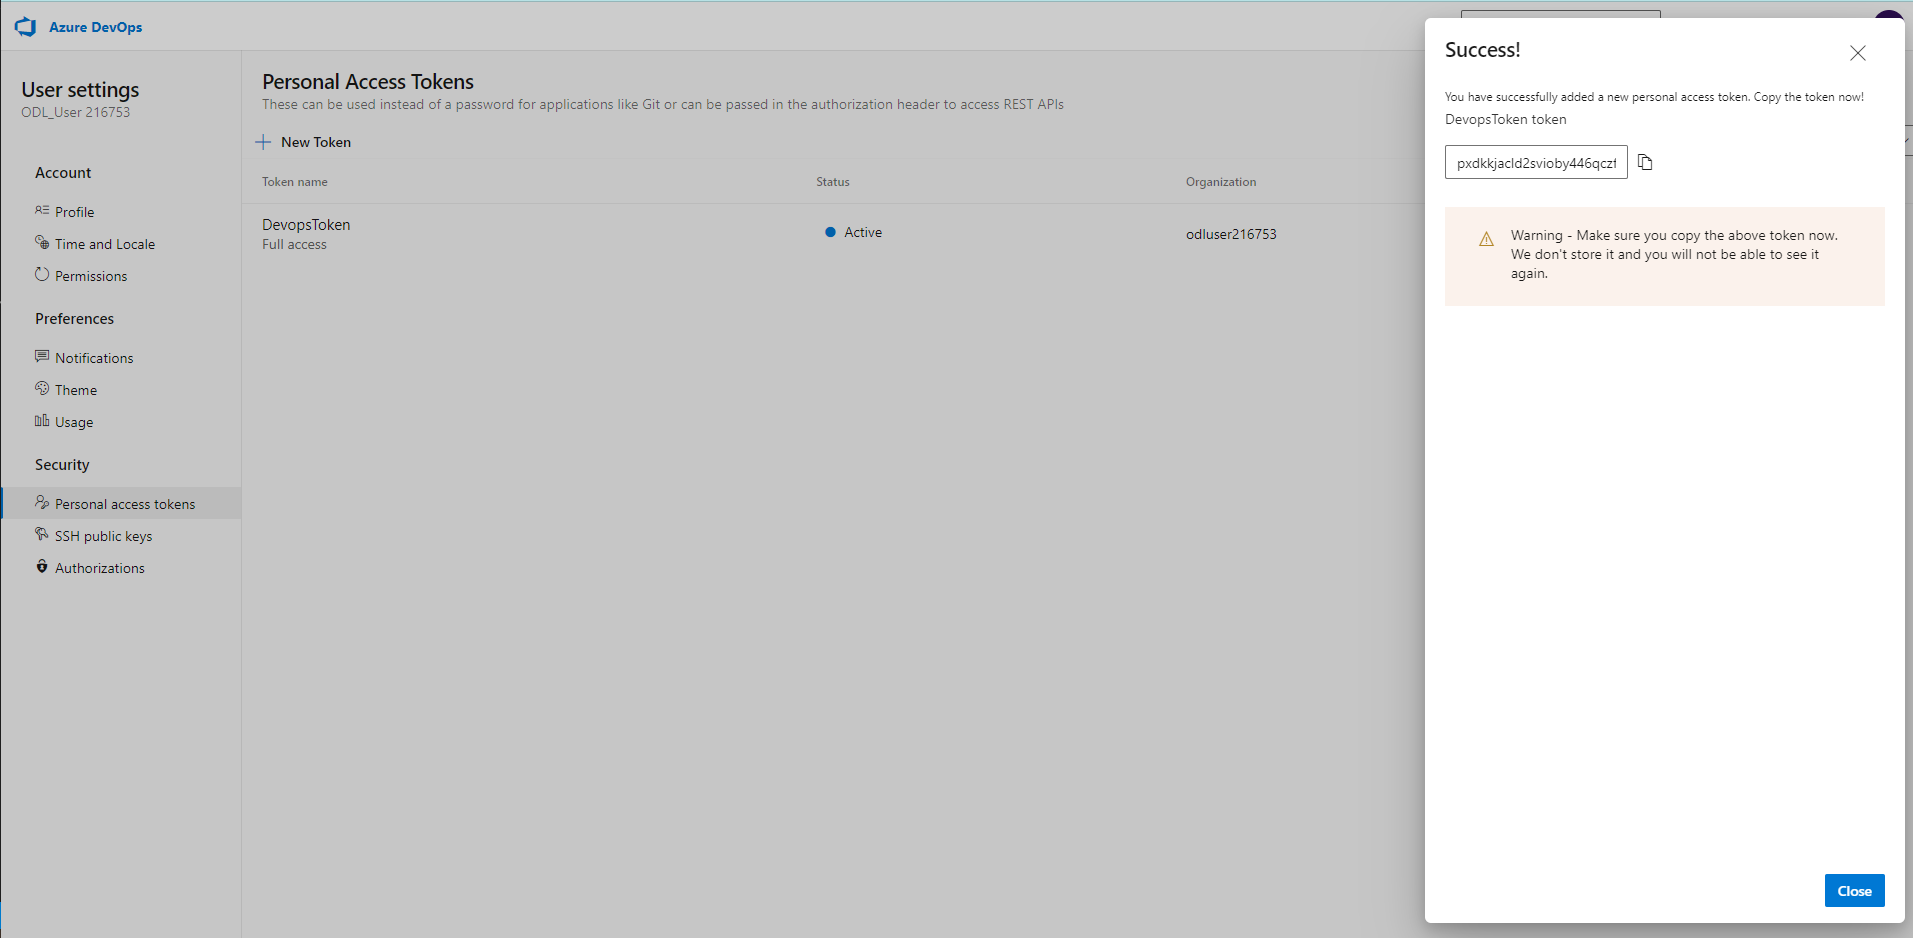 Azure DevOps
User settings
ODL_User 216753
Account
Profile
Time and Locale
Permissions
Preferences
Notifications
Theme
Usage
Security
Personal access tokens
SSH public keys
Authorizations
Personal Access Tokens
These can be used instead of a password for applications like Git or can be passed in the authorization header to access REST APIs
New Token
Token name Status Organization
DevopsToken Active odluser216753
Full access
Success!
You have successfully added a new personal access token. Copy the token now!
DevopsToken token
pxdkkjacld2svioby446qczf
Warning - Make sure you copy the above token now.
We don't store it and you will not be able to see it
again.
Close